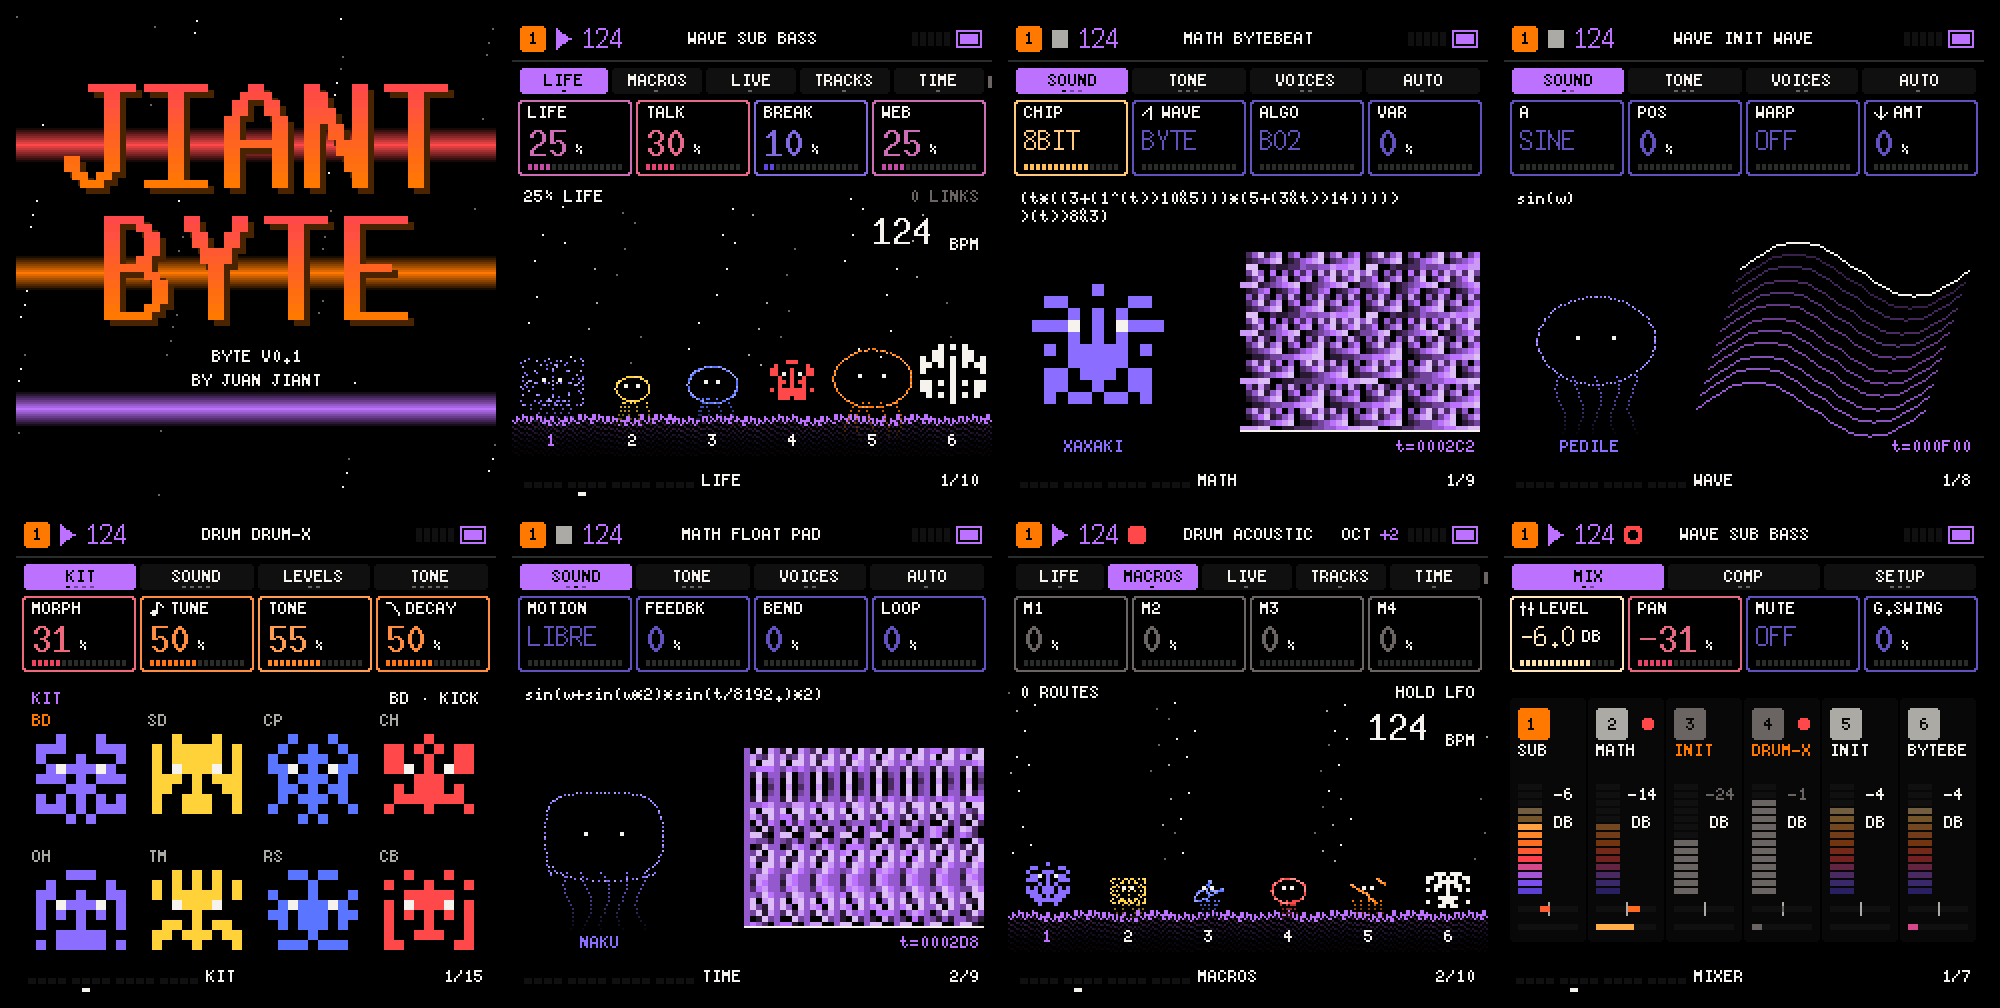 JIANT
BYTE
BYTE V0.1
BY JUAN JIANT
1 124 WAVE SUB BASS
LIFE MACROS LIVE TRACKS TIME
LIFE TALK BREAK WEB
25 % 30 % 10 % 25 %
25% LIFE 0 LINKS
124 BPM
1 2 3 4 5 6
LIFE 1/10
1 124 MATH BYTEBEAT
SOUND TONE VOICES AUTO
CHIP WAVE ALGO VAR
8BIT BYTE BO2 0 %
(t*((3+(1^(t>>10&5)))*(5+(3&t>>14))))>
>(t>>8&3)
XAXAKI t=0002C2
MATH 1/9
1 124 WAVE INIT WAVE
SOUND TONE VOICES AUTO
A POS WARP AMT
SINE 0 % OFF 0 %
sin(w)
PEDILE t=000F00
WAVE 1/8
1 124 DRUM DRUM-X
KIT SOUND LEVELS TONE
MORPH TUNE TONE DECAY
31 % 50 % 55 % 50 %
KIT BD · KICK
BD SD CP CH
OH TM RS CB
KIT 1/15
1 124 MATH FLOAT PAD
SOUND TONE VOICES AUTO
MOTION FEEDBK BEND LOOP
LIBRE 0 % 0 % 0 %
sin(w+sin(w*2)*sin(t/8192.)*2)
NAKU t=0002D8
TIME 2/9
1 124 DRUM ACOUSTIC OCT +2
LIFE MACROS LIVE TRACKS TIME
M1 M2 M3 M4
0 % 0 % 0 % 0 %
0 ROUTES HOLD LFO
124 BPM
1 2 3 4 5 6
MACROS 2/10
1 124 WAVE SUB BASS
MIX COMP SETUP
LEVEL PAN MUTE G.SWING
-6.0 DB -31 % OFF 0 %
1 2 3 4 5 6
SUB MATH INIT DRUM-X INIT BYTEBE
-6 -14 -24 -1 -4 -4
DB DB DB DB DB DB
MIXER 1/7